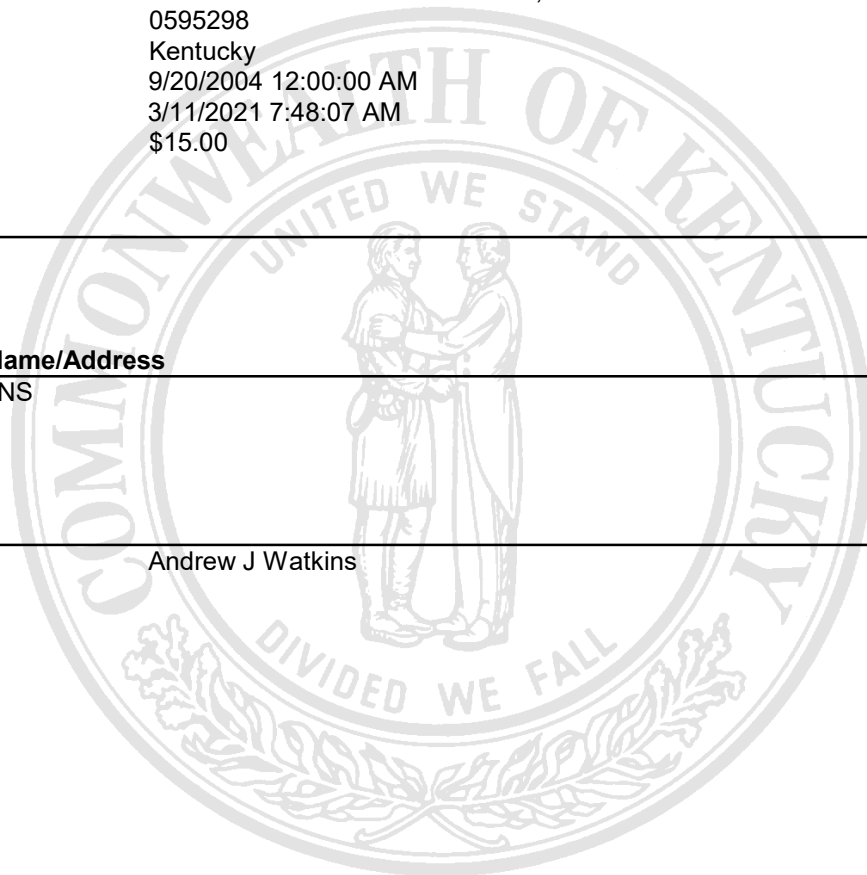 0595298
Kentucky
9/20/2004 12:00:00 AM
3/11/2021 7:48:07 AM
$15.00
COMMONWEALTH OF KENTUCKY
UNITED WE STAND
ame/Address
NS
Andrew J Watkins
DIVIDED WE FALL